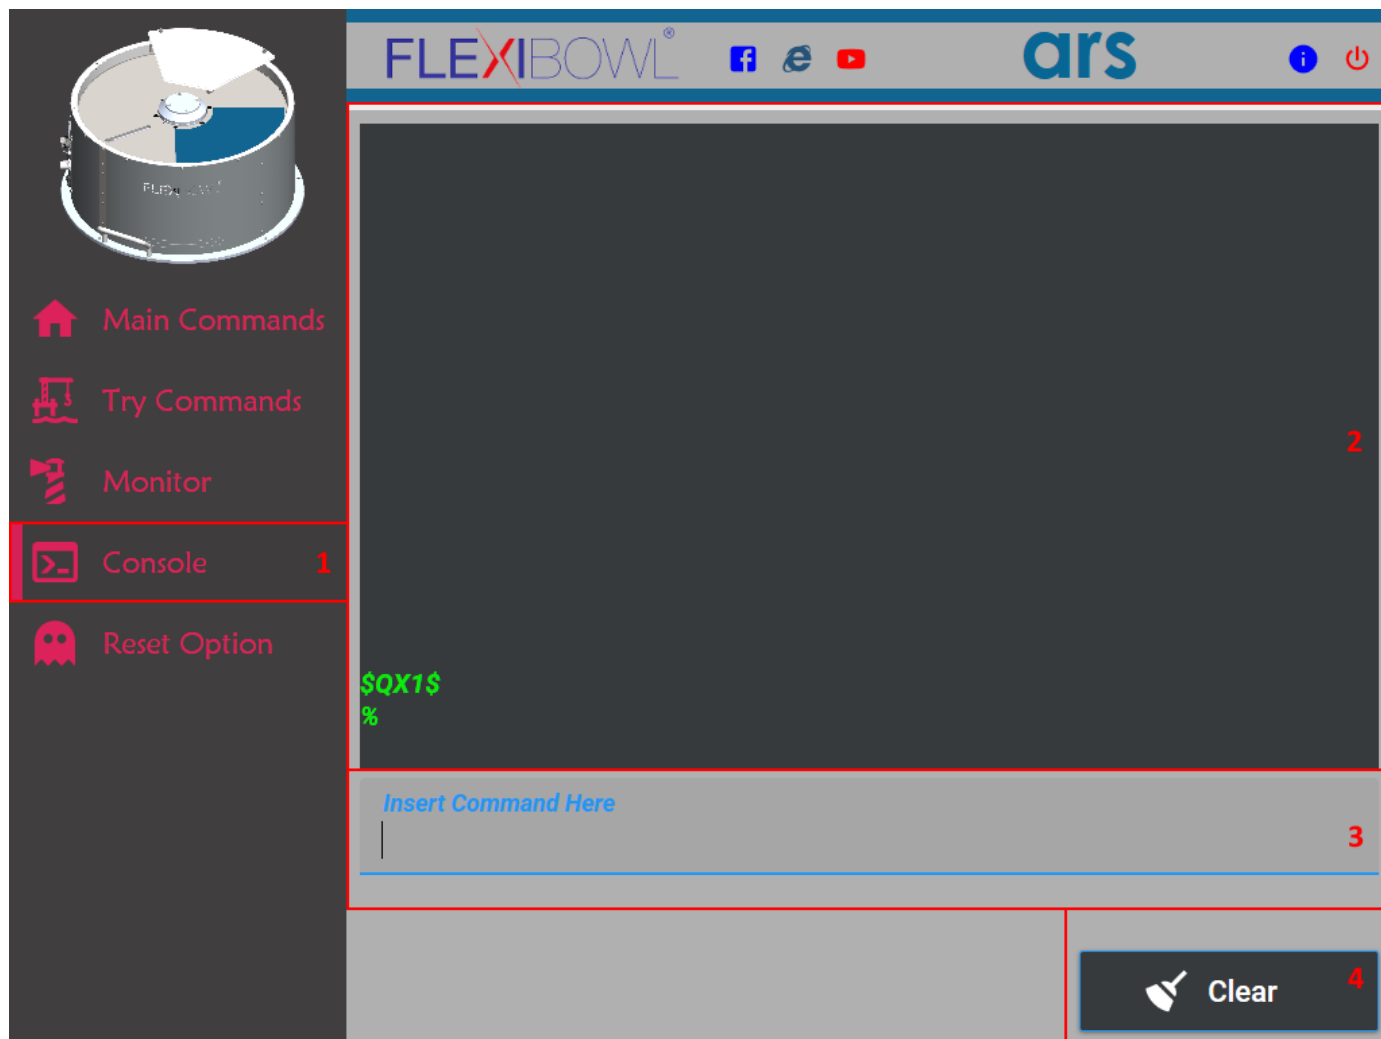 FLEXIBOWL®
ars
Main Commands
Try Commands
Monitor
Console
1
Reset Option
2
$QX1$
%
Insert Command Here
3
Clear
4